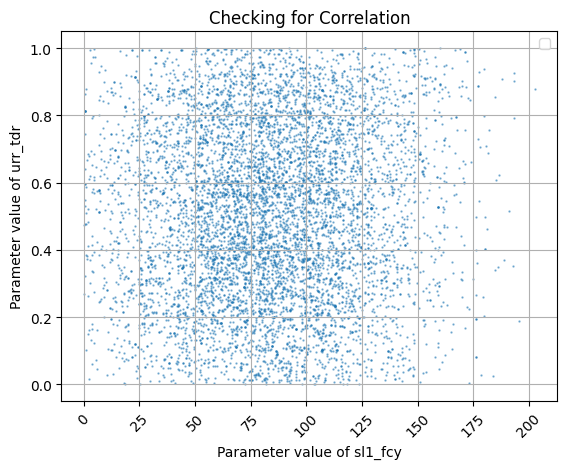 Checking for Correlation
Parameter value of urr_tdr
1.0
0.8
0.6
0.4
0.2
0.0
0 25 50 75 100 125 150 175 200
Parameter value of sl1_fcy